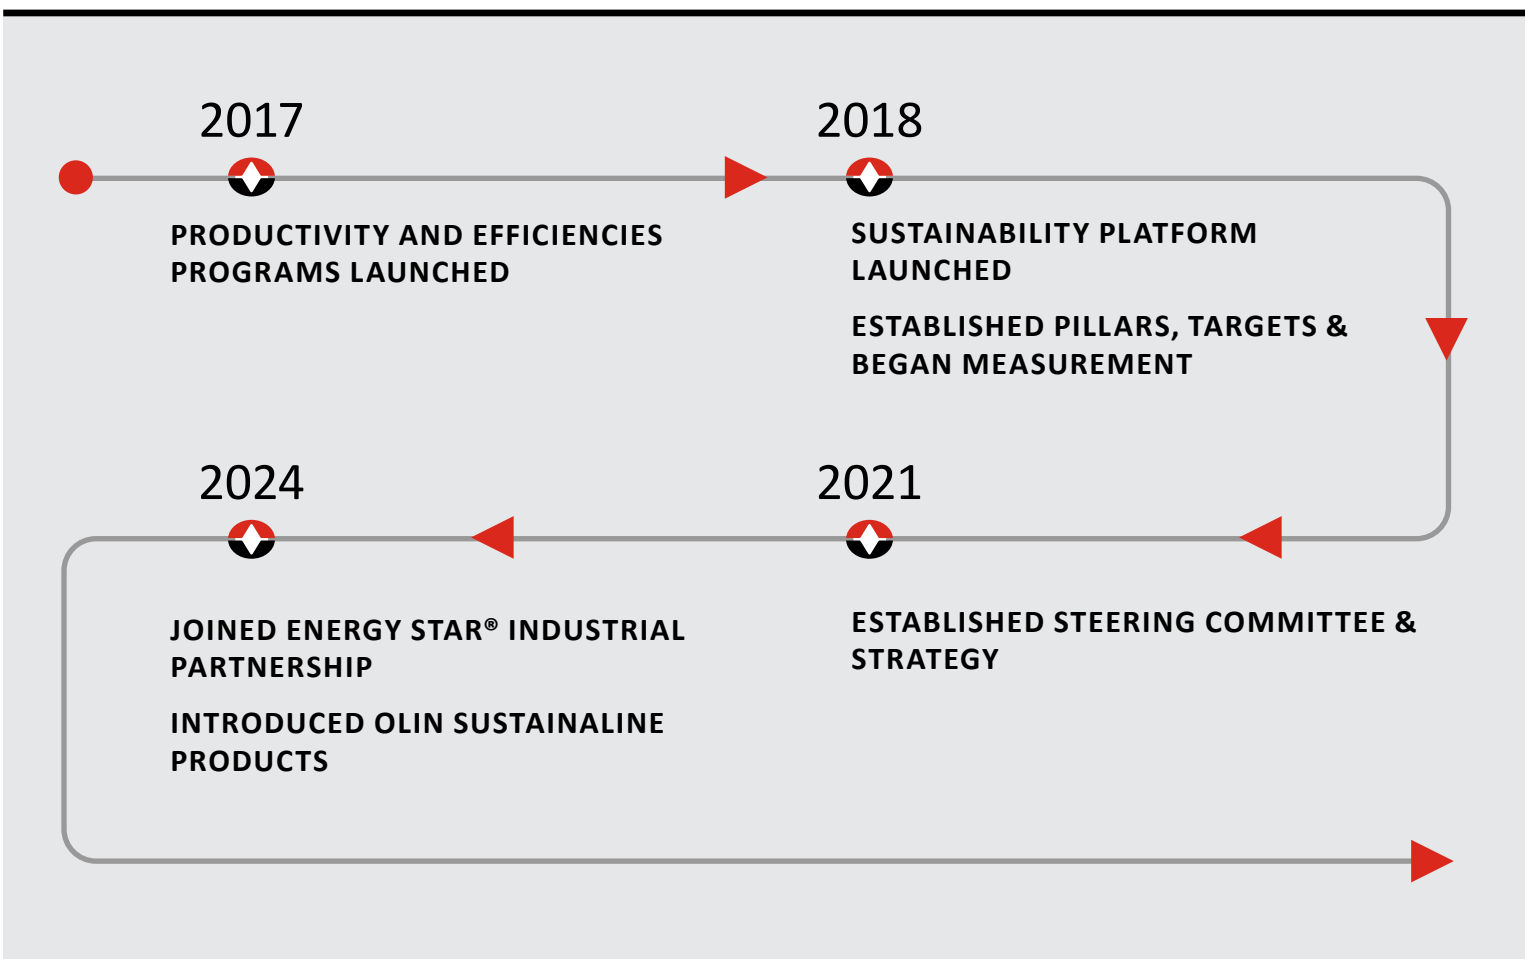 2017
PRODUCTIVITY AND EFFICIENCIES
PROGRAMS LAUNCHED
2018
SUSTAINABILITY PLATFORM
LAUNCHED
ESTABLISHED PILLARS, TARGETS &
BEGAN MEASUREMENT
2021
ESTABLISHED STEERING COMMITTEE &
STRATEGY
2024
JOINED ENERGY STAR® INDUSTRIAL
PARTNERSHIP
INTRODUCED OLIN SUSTAINALINE
PRODUCTS